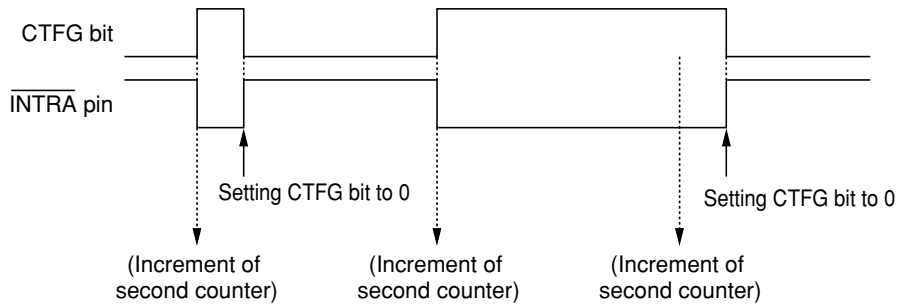 CTFG bit
INTRA pin
Setting CTFG bit to 0
Setting CTFG bit to 0
(Increment of
second counter)
(Increment of
second counter)
(Increment of
second counter)